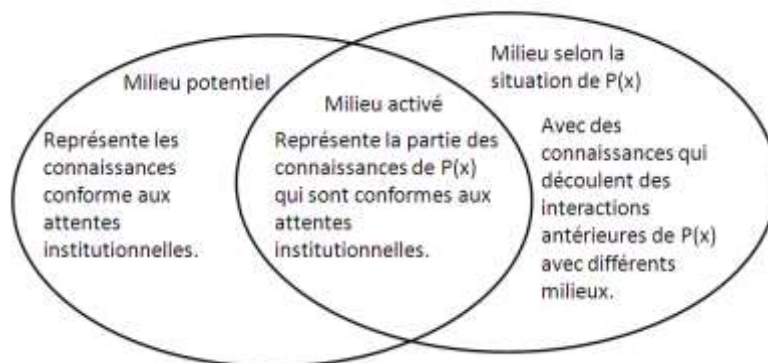 Milieu potentiel
Représente les
connaissances
conforme aux
attentes
institutionnelles.
Milieu activé
Représente la partie des
connaissances de P(x)
qui sont conformes aux
attentes
institutionnelles.
Milieu selon la
situation de P(x)
Avec des
connaissances qui
découlent des
interactions
antérieures de P(x)
avec différents
milieux.